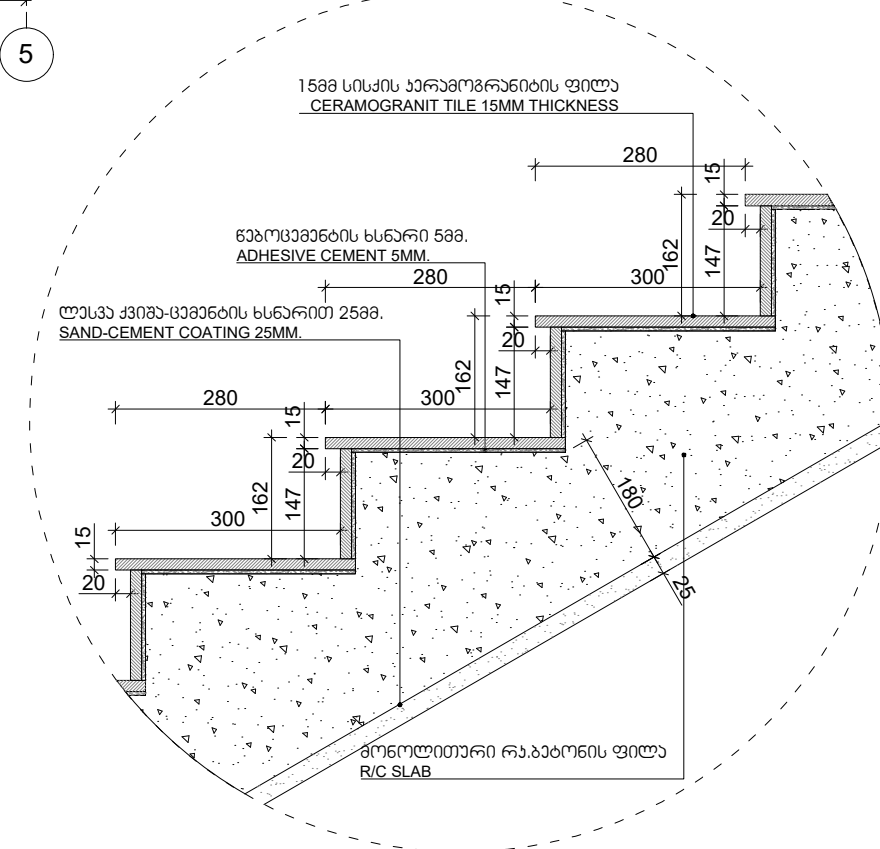 5
15ᲛᲛ ᲡᲘᲡᲥᲘᲡ ᲙᲔᲠᲐᲛᲝᲒᲠᲐᲜᲘᲢᲘᲡ ᲤᲘᲚᲐ
CERAMOGRANIT TILE 15MM THICKNESS
280
15
20
162
147
ᲬᲔᲑᲝᲪᲔᲛᲔᲜᲢᲘᲡ ᲮᲡᲜᲐᲠᲘ 5ᲛᲛ.
ADHESIVE CEMENT 5MM.
280
300
15
20
162
147
ᲚᲔᲡᲕᲐ ᲥᲕᲘᲨᲐ-ᲪᲔᲛᲔᲜᲢᲘᲡ ᲮᲡᲜᲐᲠᲘᲗ 25ᲛᲛ.
SAND-CEMENT COATING 25MM.
280
300
15
20
162
147
300
15
20
180
25
ᲛᲝᲜᲝᲚᲘᲗᲣᲠᲘ ᲠᲙ.ᲑᲔᲢᲝᲜᲘᲡ ᲤᲘᲚᲐ
R/C SLAB